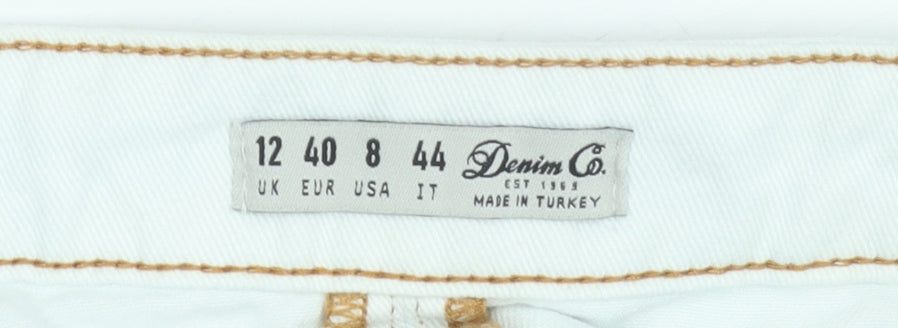 12 40 8 44
UK EUR USA IT
Denim Co.
EST 1969
MADE IN TURKEY